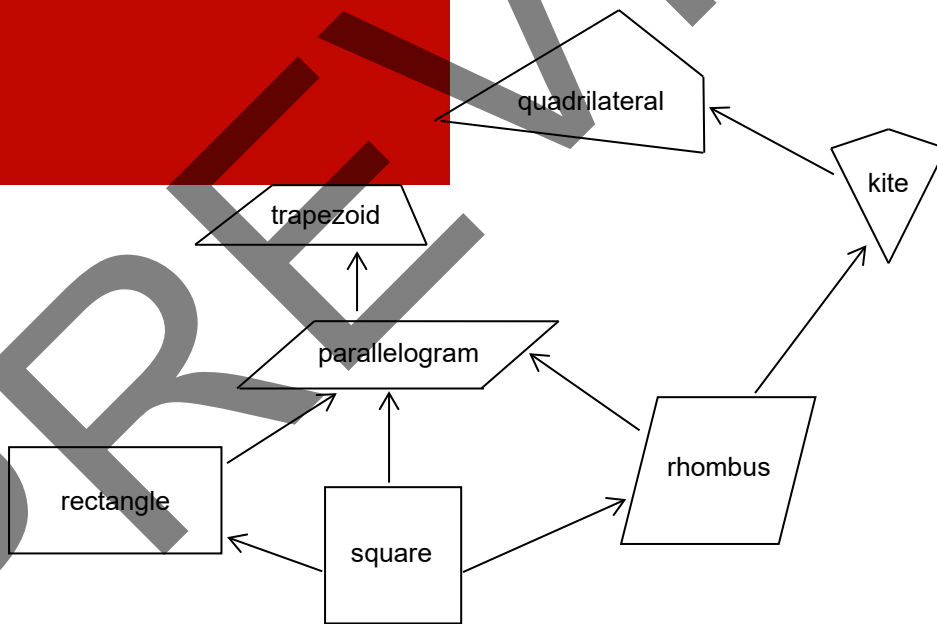 quadrilateral
kite
trapezoid
parallelogram
rhombus
rectangle
square